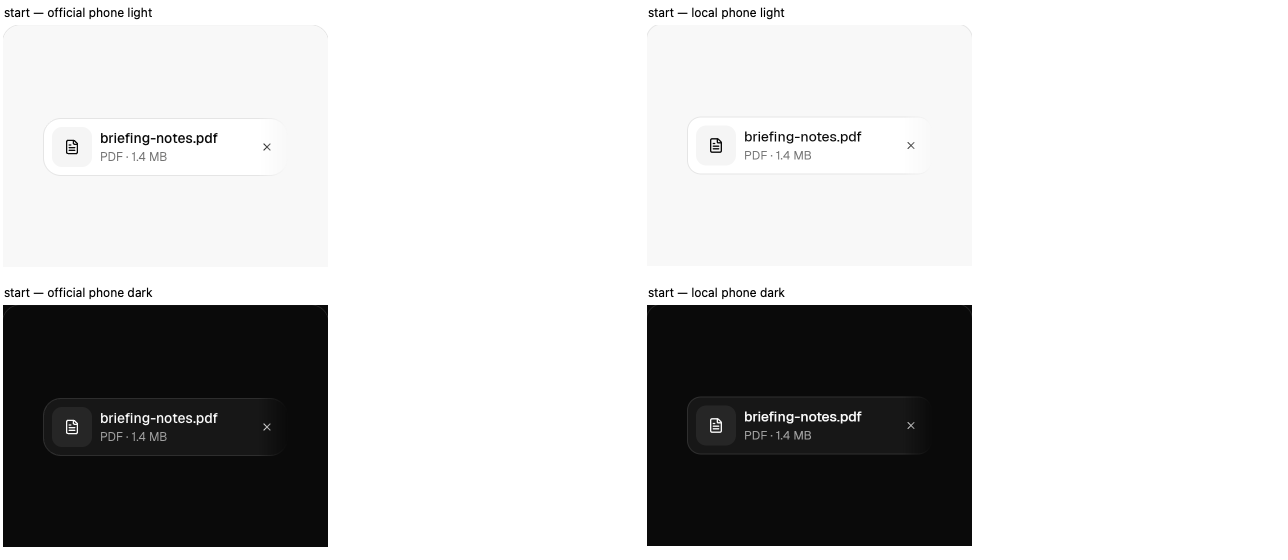 start — official phone light
start — local phone light
briefing-notes.pdf
PDF · 1.4 MB
briefing-notes.pdf
PDF · 1.4 MB
start — official phone dark
start — local phone dark
briefing-notes.pdf
PDF · 1.4 MB
briefing-notes.pdf
PDF · 1.4 MB